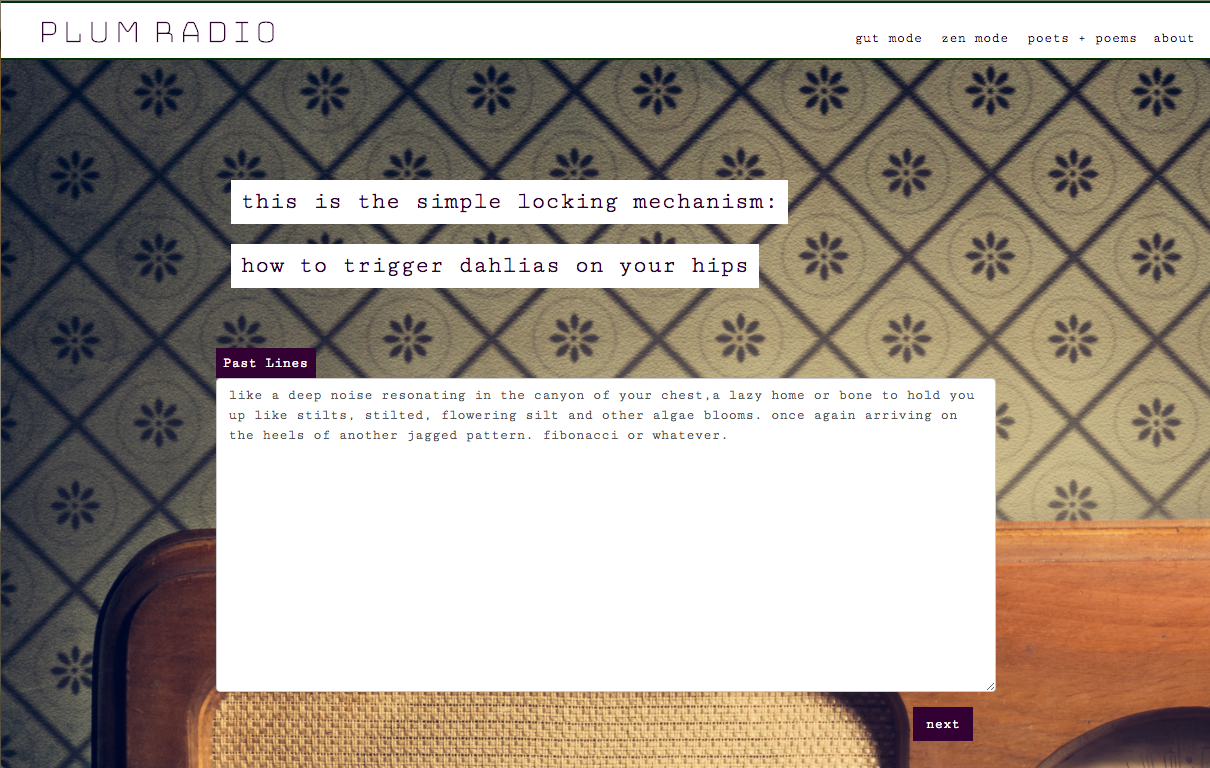 PLUM RADIO
gut mode zen mode poets + poems about
this is the simple locking mechanism:
how to trigger dahlias on your hips
Past Lines
like a deep noise resonating in the canyon of your chest,a lazy home or bone to hold you
up like stilts, stilted, flowering silt and other algae blooms. once again arriving on
the heels of another jagged pattern. fibonacci or whatever.
next